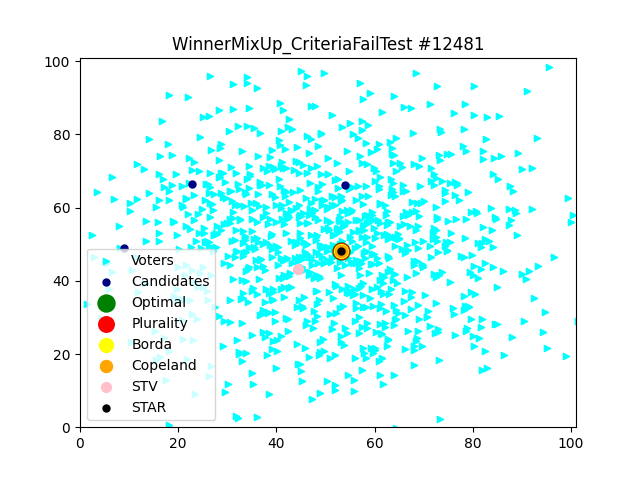 WinnerMixUp_CriteriaFailTest #12481
100
80
60
40
20
0
Voters
Candidates
Optimal
Plurality
Borda
Copeland
STV
STAR
0 20 40 60 80 100